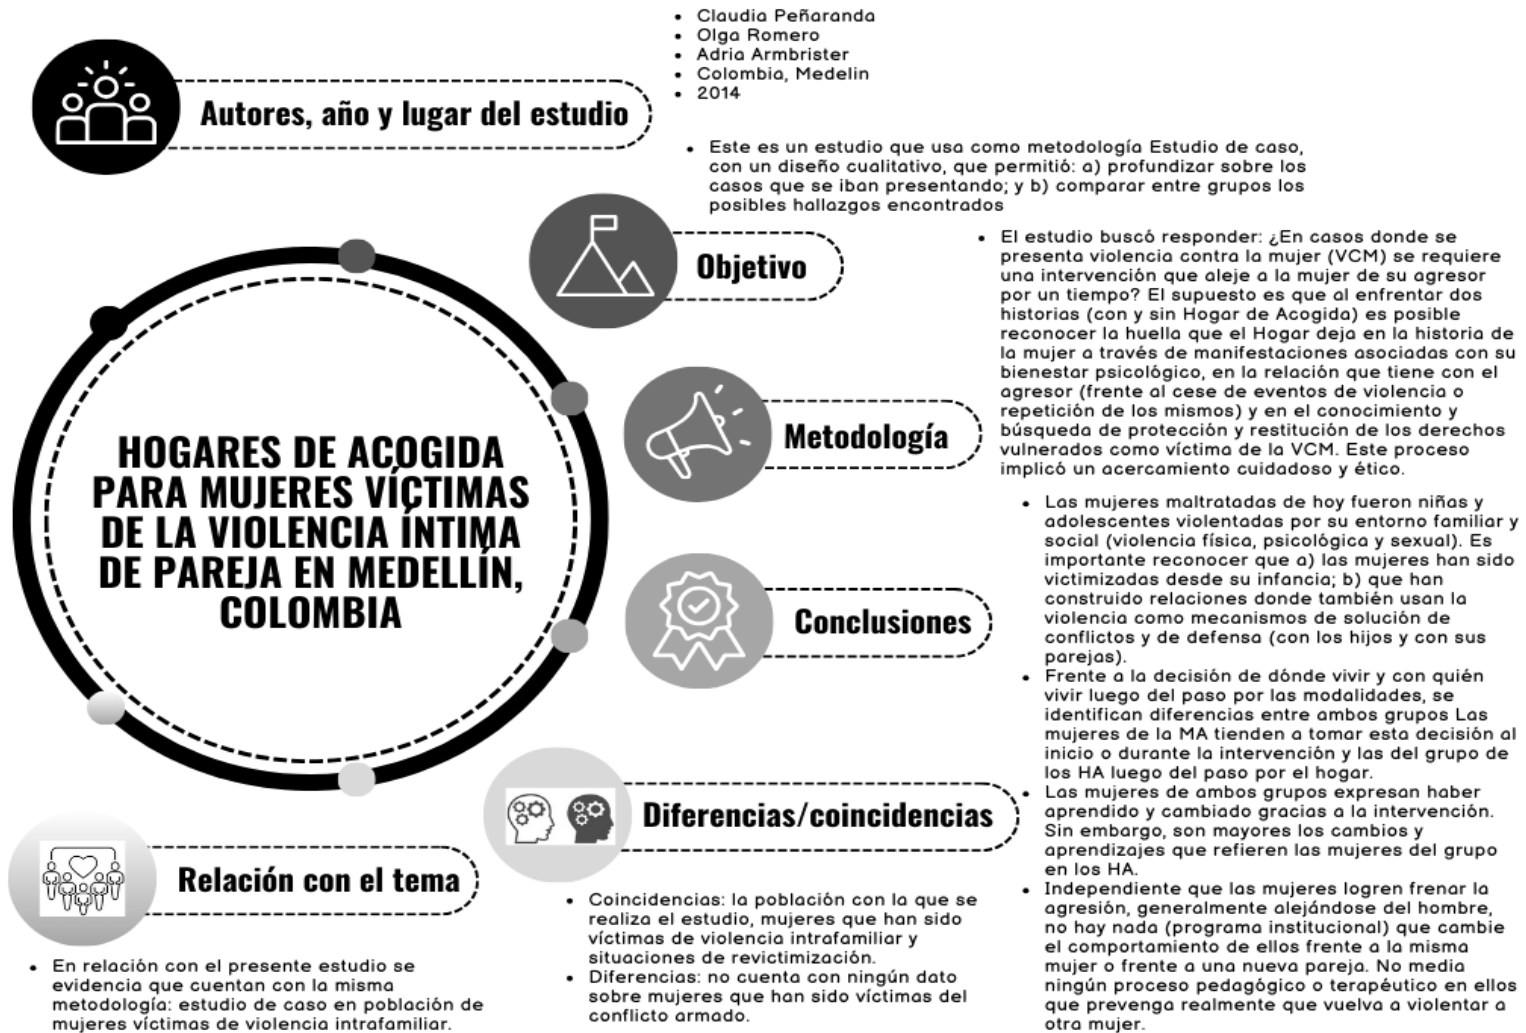 Claudia Peñaranda
Olga Romero
Adria Armbrister
Colombia, Medelin
2014
Autores, año y lugar del estudio
Este es un estudio que usa como metodología Estudio de caso,
con un diseño cualitativo, que permitió: a) profundizar sobre los
casos que se iban presentando; y b) comparar entre grupos los
posibles hallazgos encontrados
Objetivo
El estudio buscó responder: ¿En casos donde se
presenta violencia contra la mujer (VCM) se requiere
una intervención que aleje a la mujer de su agresor
por un tiempo? El supuesto es que al enfrentar dos
historias (con y sin Hogar de Acogida) es posible
reconocer la huella que el Hogar deja en la historia de
la mujer a través de manifestaciones asociadas con su
bienestar psicológico, en la relación que tiene con el
agresor (frente al cese de eventos de violencia o
repetición de los mismos) y en el conocimiento y
búsqueda de protección y restitución de los derechos
vulnerados como víctima de la VCM. Este proceso
implicó un acercamiento cuidadoso y ético.
Metodología
HOGARES DE ACOGIDA
PARA MUJERES VÍCTIMAS
DE LA VIOLENCIA ÍNTIMA
DE PAREJA EN MEDELLÍN,
COLOMBIA
Las mujeres maltratadas de hoy fueron niñas y
adolescentes violentadas por su entorno familiar y
social (violencia física, psicológica y sexual). Es
importante reconocer que a) las mujeres han sido
victimizadas desde su infancia; b) que han
construido relaciones donde también usan la
violencia como mecanismos de solución de
conflictos y de defensa (con los hijos y con sus
parejas).
Frente a la decisión de dónde vivir y con quién
vivir luego del paso por las modalidades, se
identifican diferencias entre ambos grupos Las
mujeres de la MA tienden a tomar esta decisión al
inicio o durante la intervención y las del grupo de
los HA luego del paso por el hogar.
Las mujeres de ambos grupos expresan haber
aprendido y cambiado gracias a la intervención.
Sin embargo, son mayores los cambios y
aprendizajes que refieren las mujeres del grupo
en los HA.
Independiente que las mujeres logren frenar la
agresión, generalmente alejándose del hombre,
no hay nada (programa institucional) que cambie
el comportamiento de ellos frente a la misma
mujer o frente a una nueva pareja. No media
ningún proceso pedagógico o terapéutico en ellos
que prevenga realmente que vuelva a violentar a
otra mujer.
Conclusiones
Diferencias/coincidencias
Coincidencias: la población con la que se
realiza el estudio, mujeres que han sido
víctimas de violencia intrafamiliar y
situaciones de revictimización.
Diferencias: no cuenta con ningún dato
sobre mujeres que han sido víctimas del
conflicto armado.
Relación con el tema
En relación con el presente estudio se
evidencia que cuentan con la misma
metodología: estudio de caso en población de
mujeres víctimas de violencia intrafamiliar.